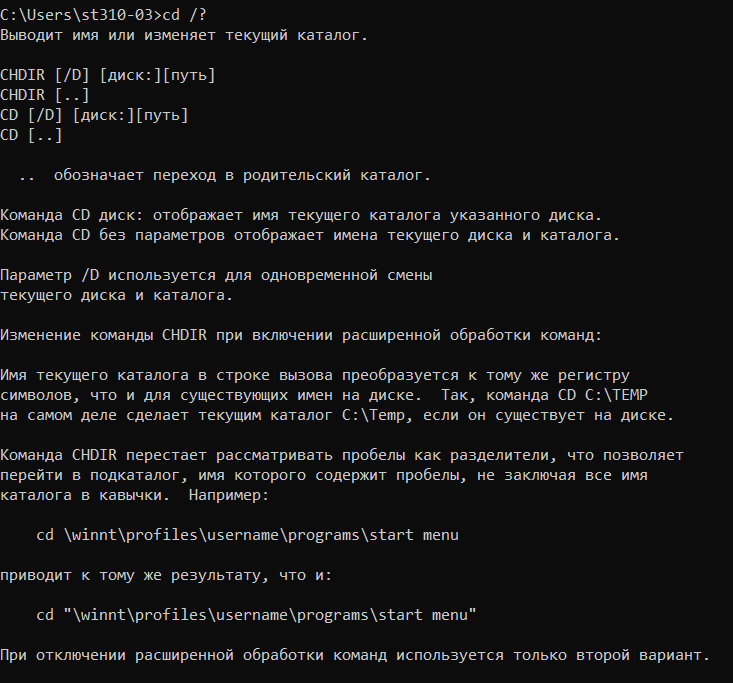 C:\Users\st310-03>cd /?
Выводит имя или изменяет текущий каталог.
CHDIR [/D] [диск:][путь]
CHDIR [..]
CD [/D] [диск:][путь]
CD [..]
.. обозначает переход в родительский каталог.
Команда CD диск: отображает имя текущего каталога указанного диска.
Команда CD без параметров отображает имена текущего диска и каталога.
Параметр /D используется для одновременной смены
текущего диска и каталога.
Изменение команды CHDIR при включении расширенной обработки команд:
Имя текущего каталога в строке вызова преобразуется к тому же регистру
символов, что и для существующих имен на диске.  Так, команда CD C:\TEMP
на самом деле сделает текущим каталог C:\Temp, если он существует на диске.
Команда CHDIR перестает рассматривать пробелы как разделители, что позволяет
перейти в подкаталог, имя которого содержит пробелы, не заключая все имя
каталога в кавычки.  Например:
cd \winnt\profiles\username\programs\start menu
приводит к тому же результату, что и:
cd "\winnt\profiles\username\programs\start menu"
При отключении расширенной обработки команд используется только второй вариант.